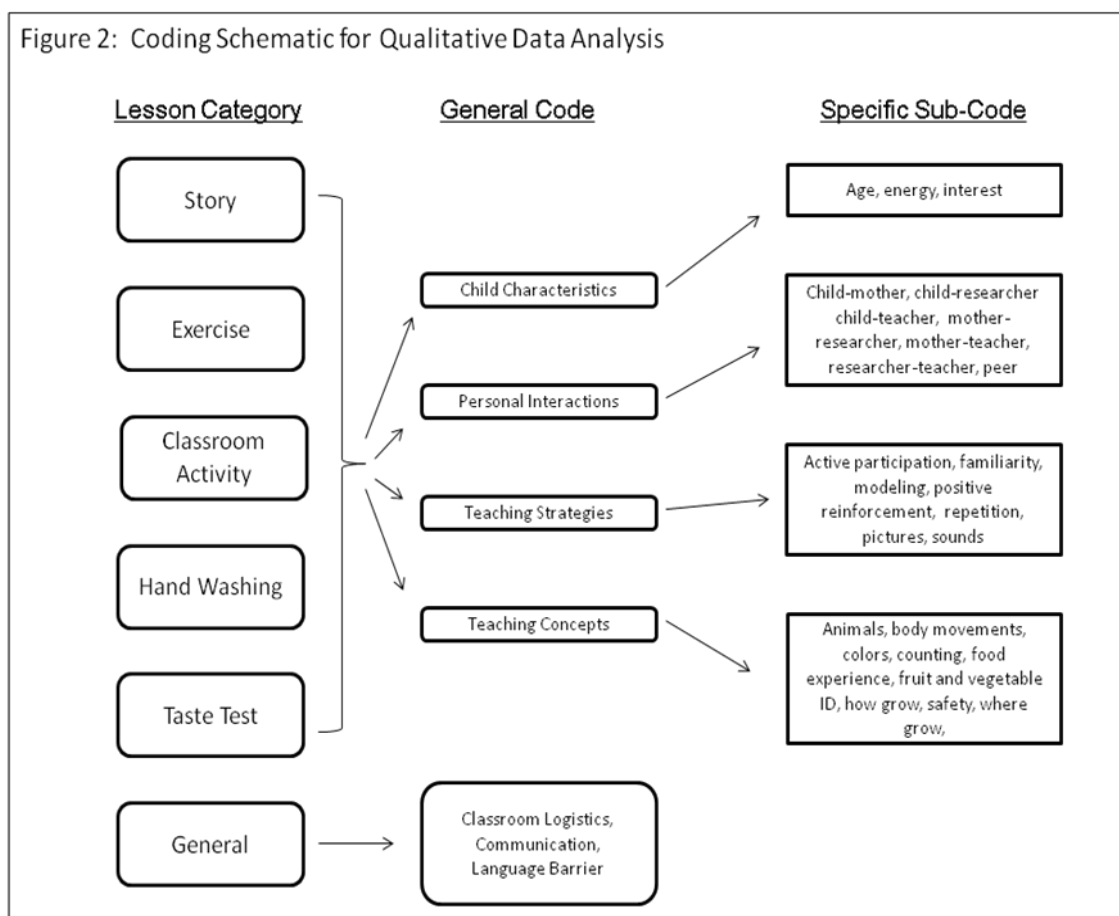 Figure 2: Coding Schematic for Qualitative Data Analysis
Lesson Category
General Code
Specific Sub-Code
Story
Exercise
Classroom
Activity
Hand Washing
Taste Test
General
Child Characteristics
Personal Interactions
Teaching Strategies
Teaching Concepts
Classroom Logistics,
Communication,
Language Barrier
Age, energy, interest
Child-mother, child-researcher
child-teacher, mother-
researcher, mother-teacher,
researcher-teacher, peer
Active participation, familiarity,
modeling, positive
reinforcement, repetition,
pictures, sounds
Animals, body movements,
colors, counting, food
experience, fruit and vegetable
ID, how grow, safety, where
grow,